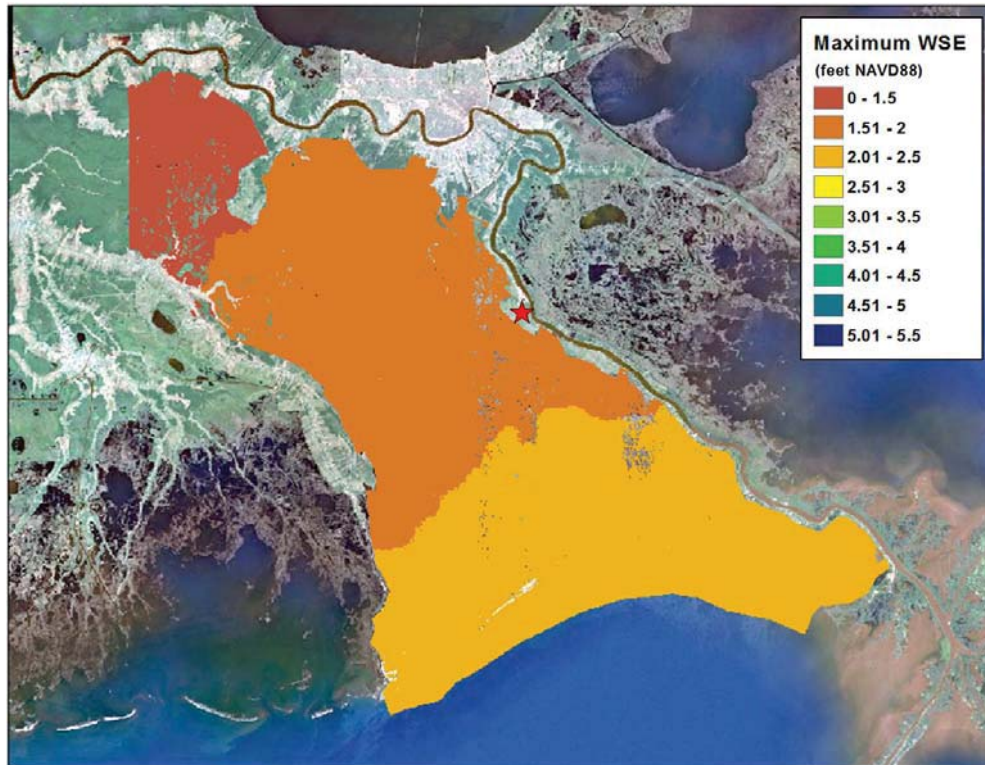 Maximum WSE
(feet NAVD88)
0 - 1.5
1.51 - 2
2.01 - 2.5
2.51 - 3
3.01 - 3.5
3.51 - 4
4.01 - 4.5
4.51 - 5
5.01 - 5.5